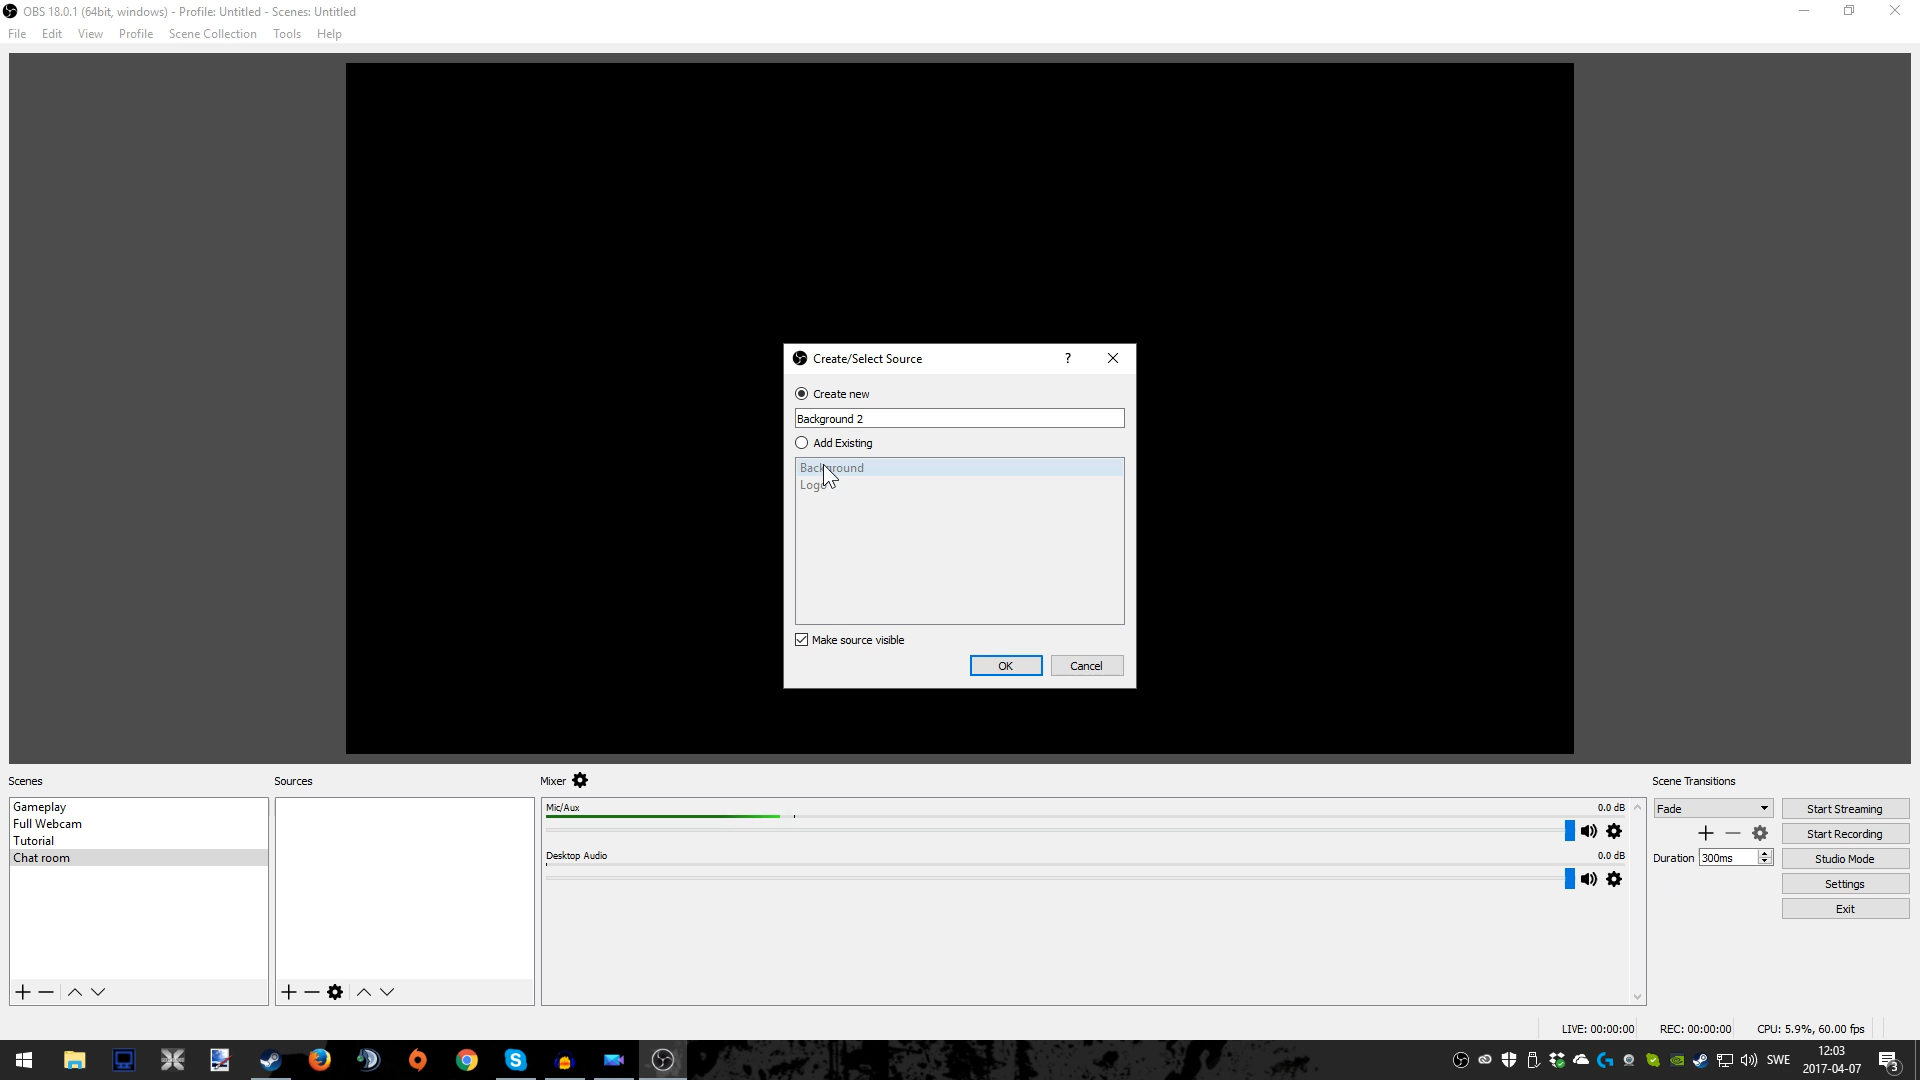 OBS 18.0.1 (64bit, windows) - Profile: Untitled - Scenes: Untitled
File Edit View Profile Scene Collection Tools Help
Create/Select Source ?
Create new
Background 2
Add Existing
Background
Logo
Make source visible
OK Cancel
Scenes
Gameplay
Full Webcam
Tutorial
Chat room
Sources
Mixer
Mic/Aux 0.0 dB
Desktop Audio 0.0 dB
Scene Transitions
Fade
Duration 300ms
Start Streaming
Start Recording
Studio Mode
Settings
Exit
LIVE: 00:00:00 REC: 00:00:00 CPU: 5.9%, 60.00 fps
SWE
12:03
2017-04-07
3